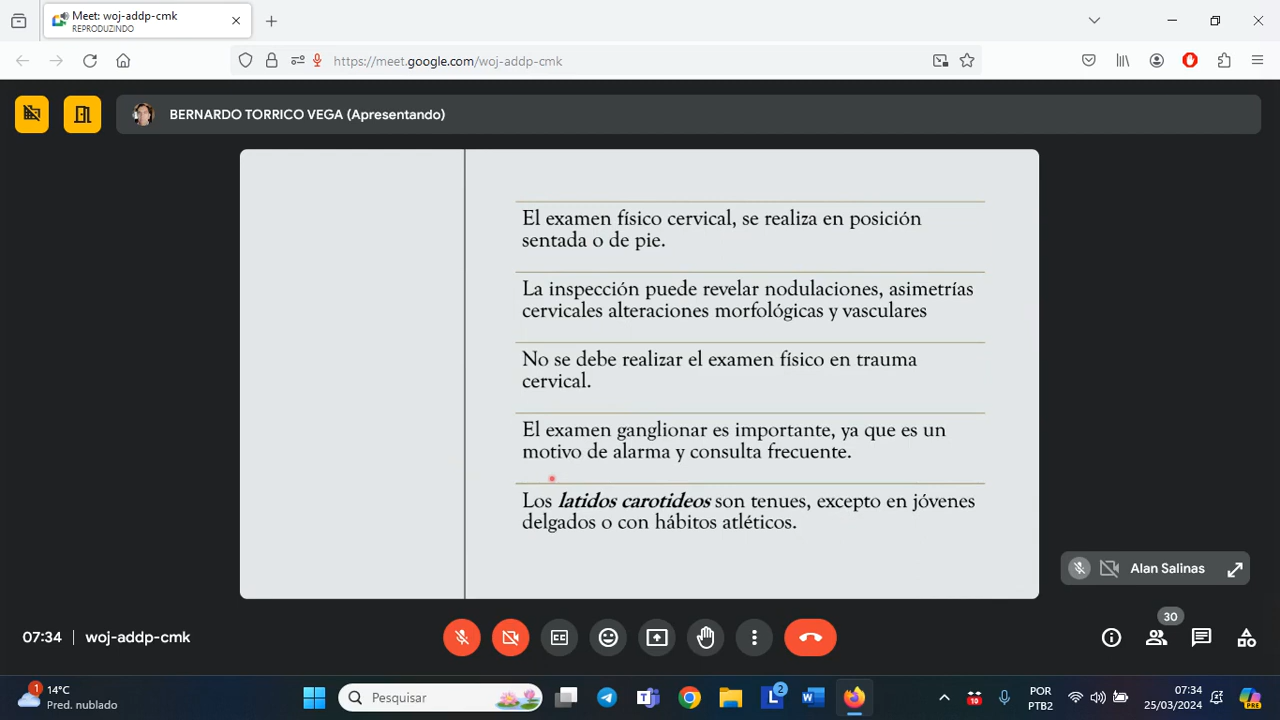 Meet: woj-addp-cmk
REPRODUZINDO
https://meet.google.com/woj-addp-cmk
BERNARDO TORRICO VEGA (Apresentando)
El examen físico cervical, se realiza en posición
sentada o de pie.
La inspección puede revelar nodulaciones, asimetrías
cervicales alteraciones morfológicas y vasculares
No se debe realizar el examen físico en trauma
cervical.
El examen ganglionar es importante, ya que es un
motivo de alarma y consulta frecuente.
Los latidos carotideos son tenues, excepto en jóvenes
delgados o con hábitos atléticos.
Alan Salinas
30
07:34 | woj-addp-cmk
1
14°C
Pred. nublado
Pesquisar
2
10
POR
PTB2
07:34
25/03/2024
PRE